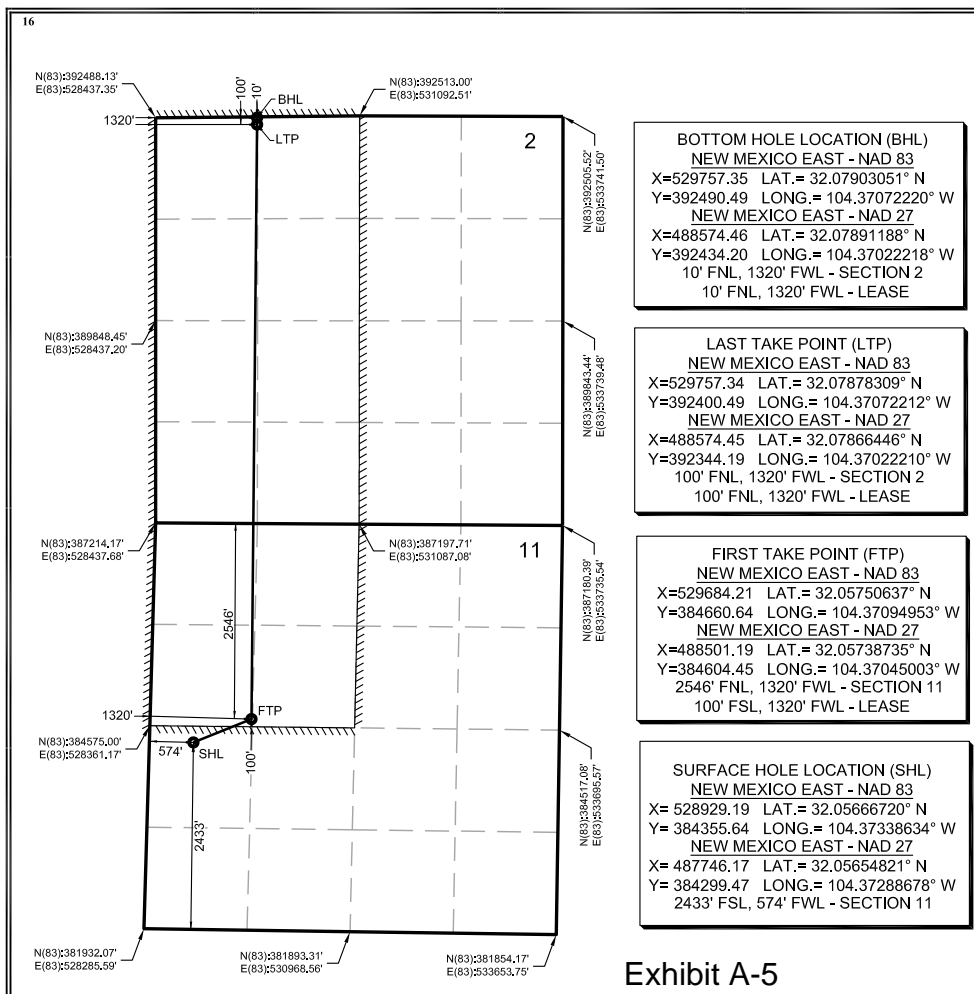 16
N(83):392488.13'
E(83):528437.35'
100'
10'
BHL
N(83):392513.00'
E(83):531092.51'
1320'
LTP
2
N(83):392505.52'
E(83):533741.50'
N(83):389848.45'
E(83):528437.20'
N(83):389843.44'
E(83):533739.48'
N(83):387214.17'
E(83):528437.68'
N(83):387197.71'
E(83):531087.08'
11
N(83):387180.39'
E(83):533735.54'
2546'
1320'
FTP
N(83):384575.00'
E(83):528361.17'
574'
SHL
100'
N(83):384517.08'
E(83):533695.57'
2433'
N(83):381932.07'
E(83):528285.59'
N(83):381893.31'
E(83):530968.56'
N(83):381854.17'
E(83):533653.75'
BOTTOM HOLE LOCATION (BHL)
NEW MEXICO EAST - NAD 83
X=529757.35 LAT.= 32.07903051° N
Y=392490.49 LONG.= 104.37072220° W
NEW MEXICO EAST - NAD 27
X=488574.46 LAT.= 32.07891188° N
Y=392434.20 LONG.= 104.37022218° W
10' FNL, 1320' FWL - SECTION 2
10' FNL, 1320' FWL - LEASE
LAST TAKE POINT (LTP)
NEW MEXICO EAST - NAD 83
X=529757.34 LAT.= 32.07878309° N
Y=392400.49 LONG.= 104.37072212° W
NEW MEXICO EAST - NAD 27
X=488574.45 LAT.= 32.07866446° N
Y=392344.19 LONG.= 104.37022210° W
100' FNL, 1320' FWL - SECTION 2
100' FNL, 1320' FWL - LEASE
FIRST TAKE POINT (FTP)
NEW MEXICO EAST - NAD 83
X=529684.21 LAT.= 32.05750637° N
Y=384660.64 LONG.= 104.37094953° W
NEW MEXICO EAST - NAD 27
X=488501.19 LAT.= 32.05738735° N
Y=384604.45 LONG.= 104.37045003° W
2546' FNL, 1320' FWL - SECTION 11
100' FSL, 1320' FWL - LEASE
SURFACE HOLE LOCATION (SHL)
NEW MEXICO EAST - NAD 83
X= 528929.19 LAT.= 32.05666720° N
Y= 384355.64 LONG.= 104.37338634° W
NEW MEXICO EAST - NAD 27
X= 487746.17 LAT.= 32.05654821° N
Y= 384299.47 LONG.= 104.37288678° W
2433' FSL, 574' FWL - SECTION 11
Exhibit A-5